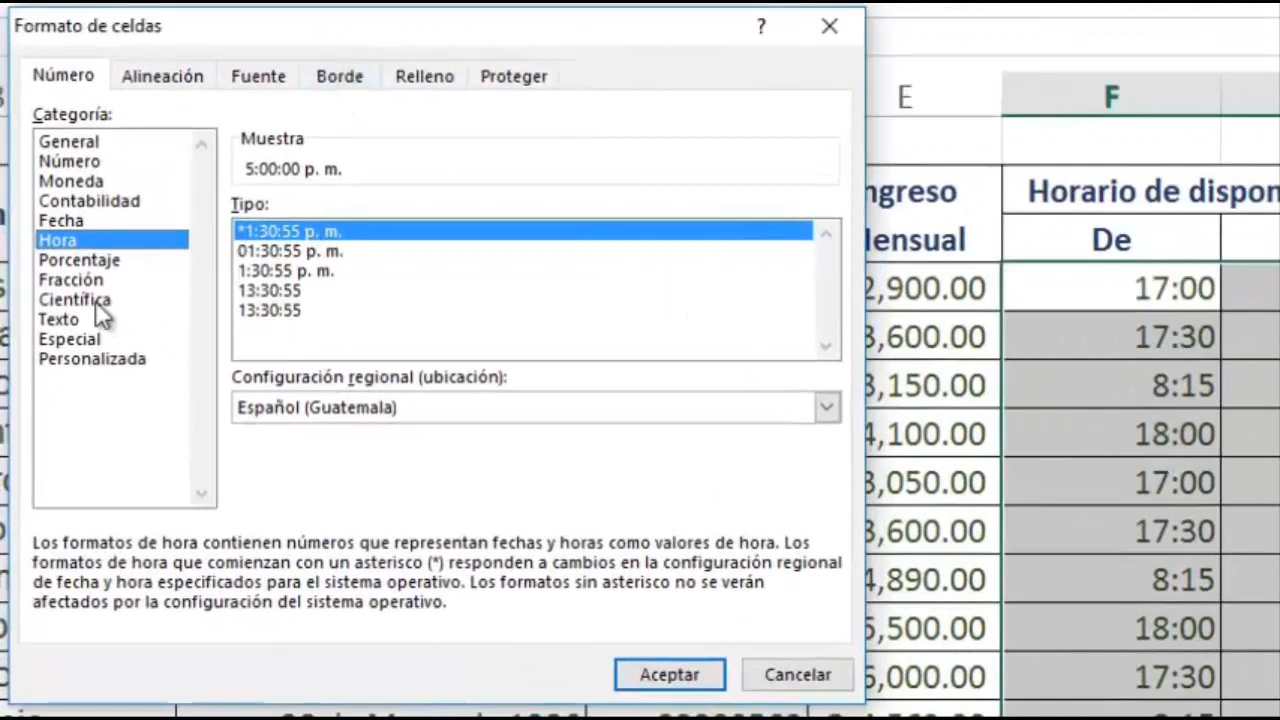 Formato de celdas
?
Número Alineación Fuente Borde Relleno Proteger
Categoría:
General
Número
Moneda
Contabilidad
Fecha
Hora
Porcentaje
Fracción
Científica
Texto
Especial
Personalizada
Muestra
5:00:00 p. m.
Tipo:
*1:30:55 p. m.
01:30:55 p. m.
1:30:55 p. m.
13:30:55
13:30:55
Configuración regional (ubicación):
Español (Guatemala)
Los formatos de hora contienen números que representan fechas y horas como valores de hora. Los
formatos de hora que comienzan con un asterisco (*) responden a cambios en la configuración regional
de fecha y hora especificados para el sistema operativo. Los formatos sin asterisco no se verán
afectados por la configuración del sistema operativo.
Aceptar Cancelar
E F
ngreso Horario de dispon
Mensual De
2,900.00 17:00
3,600.00 17:30
3,150.00 8:15
4,100.00 18:00
3,050.00 17:00
3,600.00 17:30
4,890.00 8:15
5,500.00 18:00
5,000.00 17:30